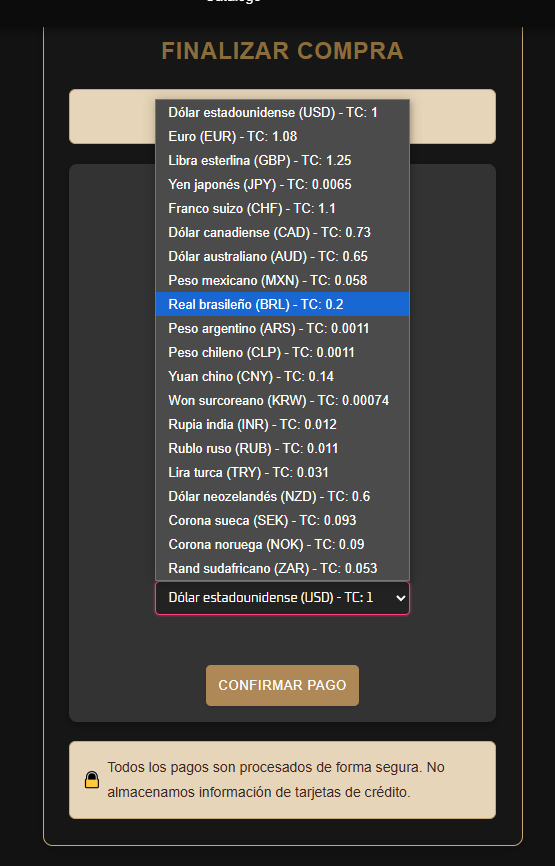 Catálogo
FINALIZAR COMPRA
Dólar estadounidense (USD) - TC: 1
Euro (EUR) - TC: 1.08
Libra esterlina (GBP) - TC: 1.25
Yen japonés (JPY) - TC: 0.0065
Franco suizo (CHF) - TC: 1.1
Dólar canadiense (CAD) - TC: 0.73
Dólar australiano (AUD) - TC: 0.65
Peso mexicano (MXN) - TC: 0.058
Real brasileño (BRL) - TC: 0.2
Peso argentino (ARS) - TC: 0.0011
Peso chileno (CLP) - TC: 0.0011
Yuan chino (CNY) - TC: 0.14
Won surcoreano (KRW) - TC: 0.00074
Rupia india (INR) - TC: 0.012
Rublo ruso (RUB) - TC: 0.011
Lira turca (TRY) - TC: 0.031
Dólar neozelandés (NZD) - TC: 0.6
Corona sueca (SEK) - TC: 0.093
Corona noruega (NOK) - TC: 0.09
Rand sudafricano (ZAR) - TC: 0.053
Dólar estadounidense (USD) - TC: 1
CONFIRMAR PAGO
Todos los pagos son procesados de forma segura. No
almacenamos información de tarjetas de crédito.